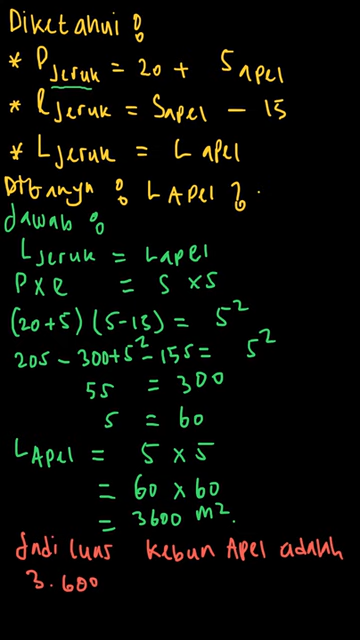 Diketahui :
* P jeruk = 20 + S apel
* l jeruk = S apel - 15
* L jeruk = L apel
Ditanya : L Apel ?
Jawab :
L Jeruk = L apel
P x l = s x s
(20+s) (s-15) = s²
20s - 300 + s² - 15s = s²
5s = 300
s = 60
L Apel = s x s
= 60 x 60
= 3600 m².
Jadi luas kebun Apel adalah
3.600